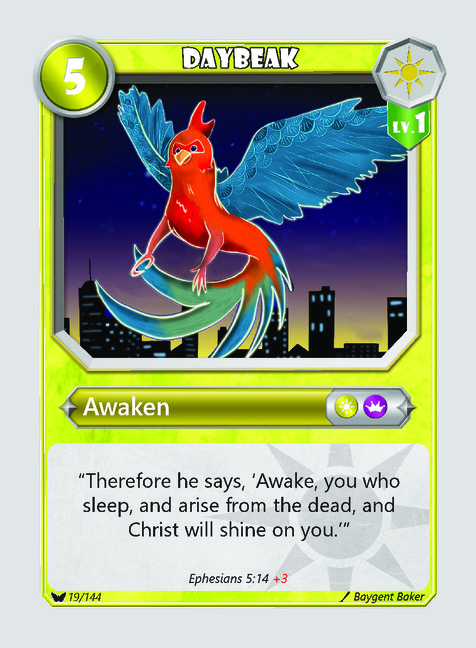 DAYBEAK
5
LV.1
Awaken
“Therefore he says, ‘Awake, you who
sleep, and arise from the dead, and
Christ will shine on you.’”
Ephesians 5:14 +3
19/144
Baygent Baker